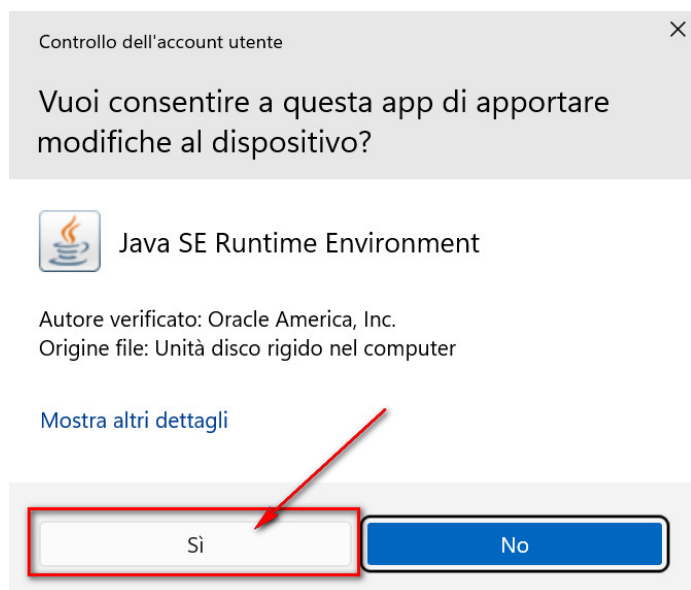 Controllo dell'account utente
Vuoi consentire a questa app di apportare
modifiche al dispositivo?
Java SE Runtime Environment
Autore verificato: Oracle America, Inc.
Origine file: Unità disco rigido nel computer
Mostra altri dettagli
Sì
No